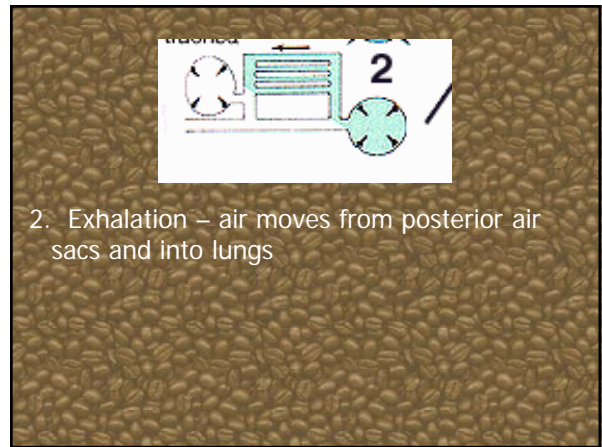 2
2. Exhalation – air moves from posterior air
sacs and into lungs